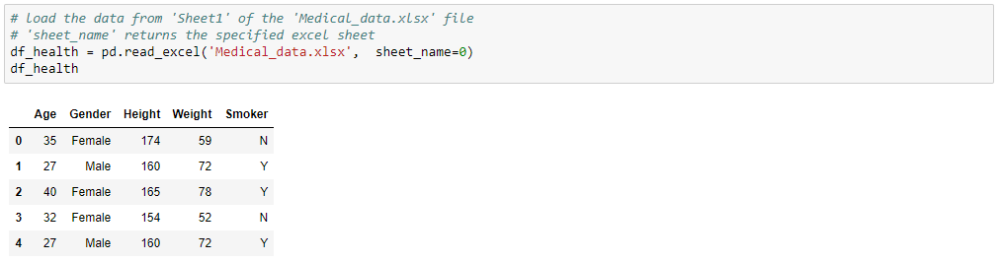 # load the data from 'Sheet1' of the 'Medical_data.xlsx' file
# 'sheet_name' returns the specified excel sheet
df_health = pd.read_excel('Medical_data.xlsx',  sheet_name=0)
df_health
Age Gender Height Weight Smoker
0 35 Female 174 59 N
1 27 Male 160 72 Y
2 40 Female 165 78 Y
3 32 Female 154 52 N
4 27 Male 160 72 Y